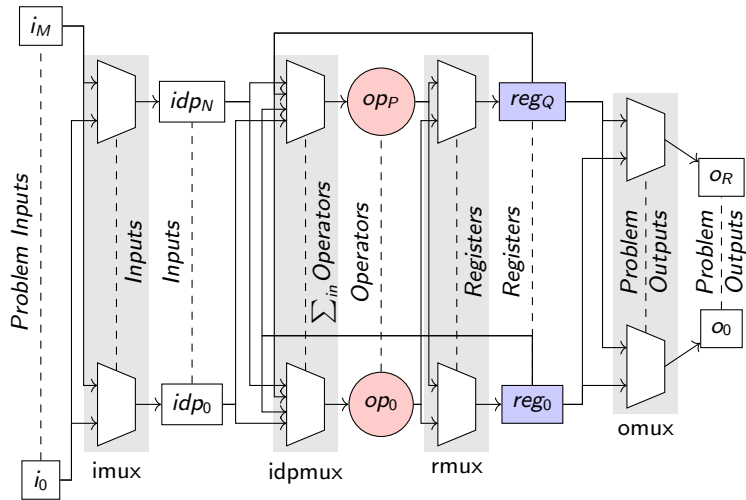 i_M
idp_N
op_P
reg_Q
o_R
Problem Inputs
Inputs
Inputs
∑_in Operators
Operators
Registers
Registers
Problem
Outputs
Problem
Outputs
i_0
idp_0
op_0
reg_0
o_0
imux
idpmux
rmux
omux